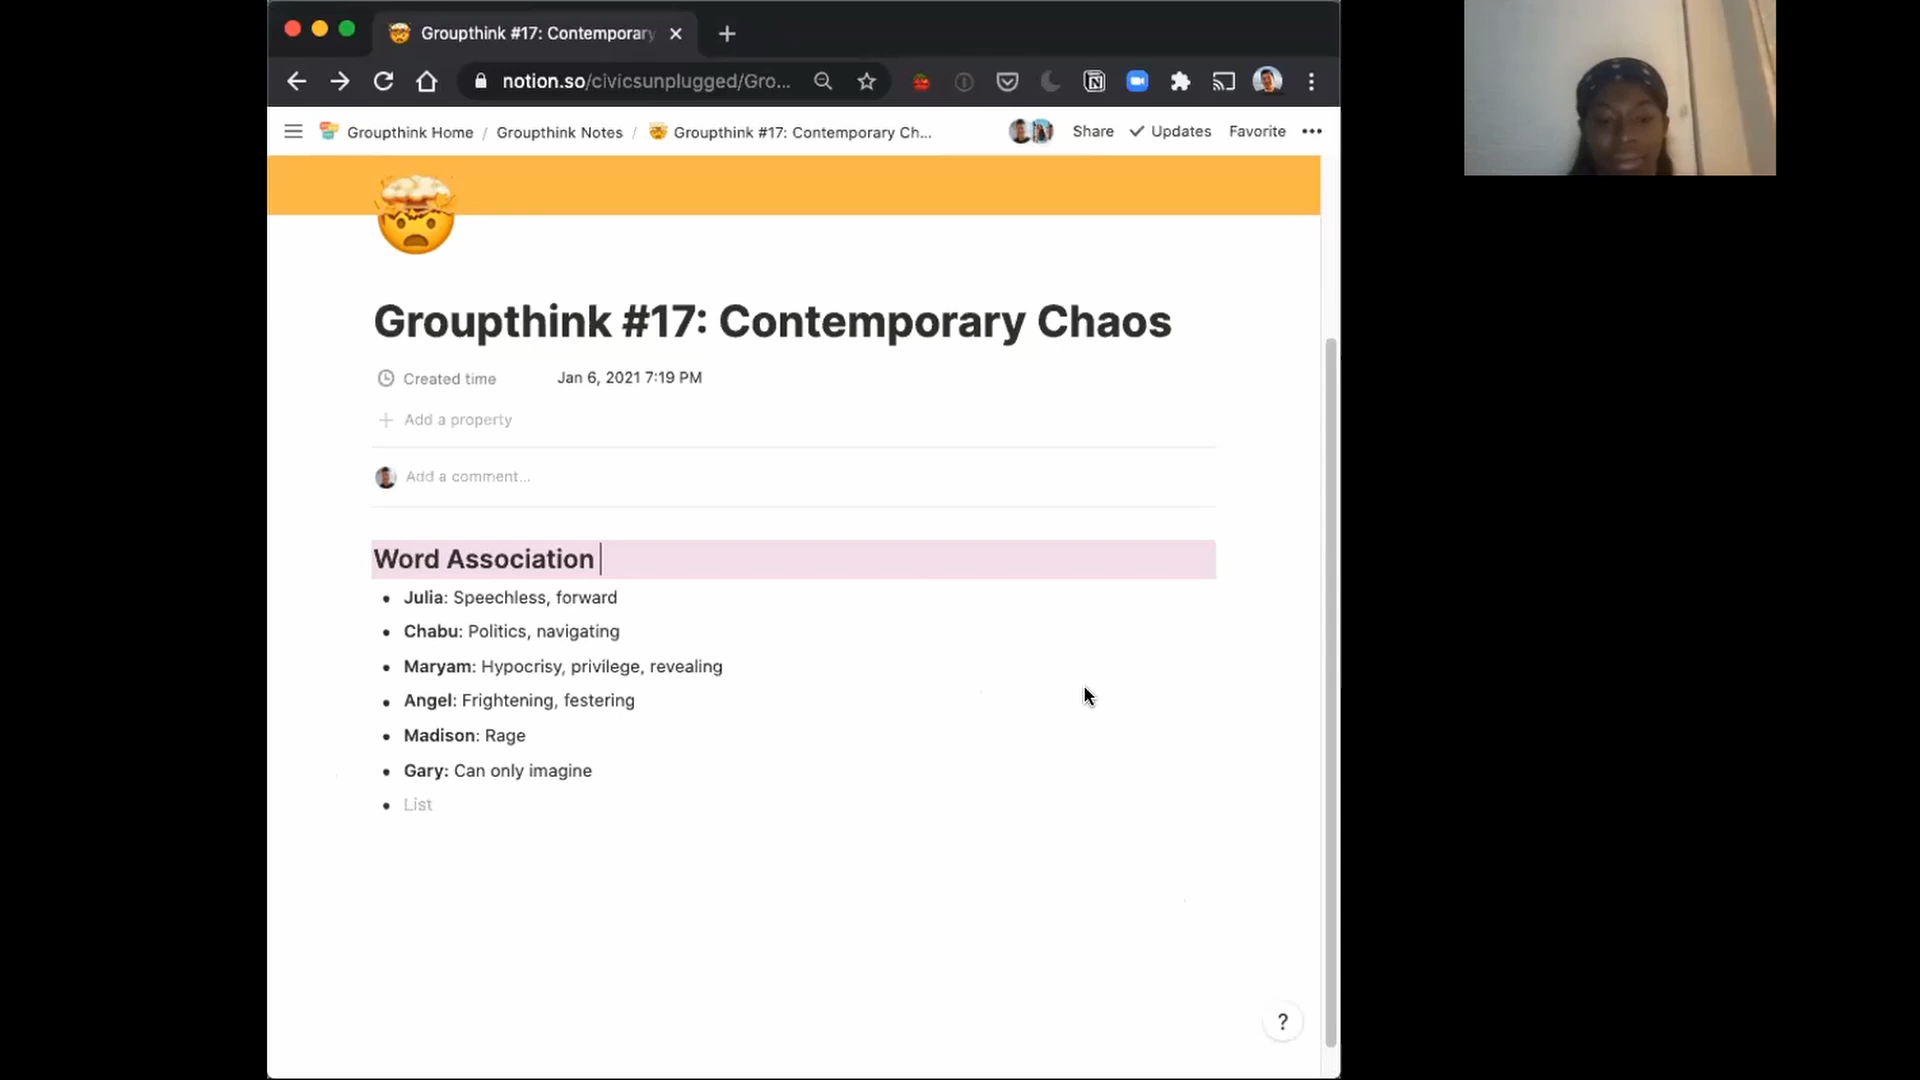 Groupthink #17: Contemporary
notion.so/civicsunplugged/Gro...
Groupthink Home / Groupthink Notes / Groupthink #17: Contemporary Ch... Share Updates Favorite
Groupthink #17: Contemporary Chaos
Created time Jan 6, 2021 7:19 PM
Add a property
Add a comment...
Word Association
Julia: Speechless, forward
Chabu: Politics, navigating
Maryam: Hypocrisy, privilege, revealing
Angel: Frightening, festering
Madison: Rage
Gary: Can only imagine
List
?